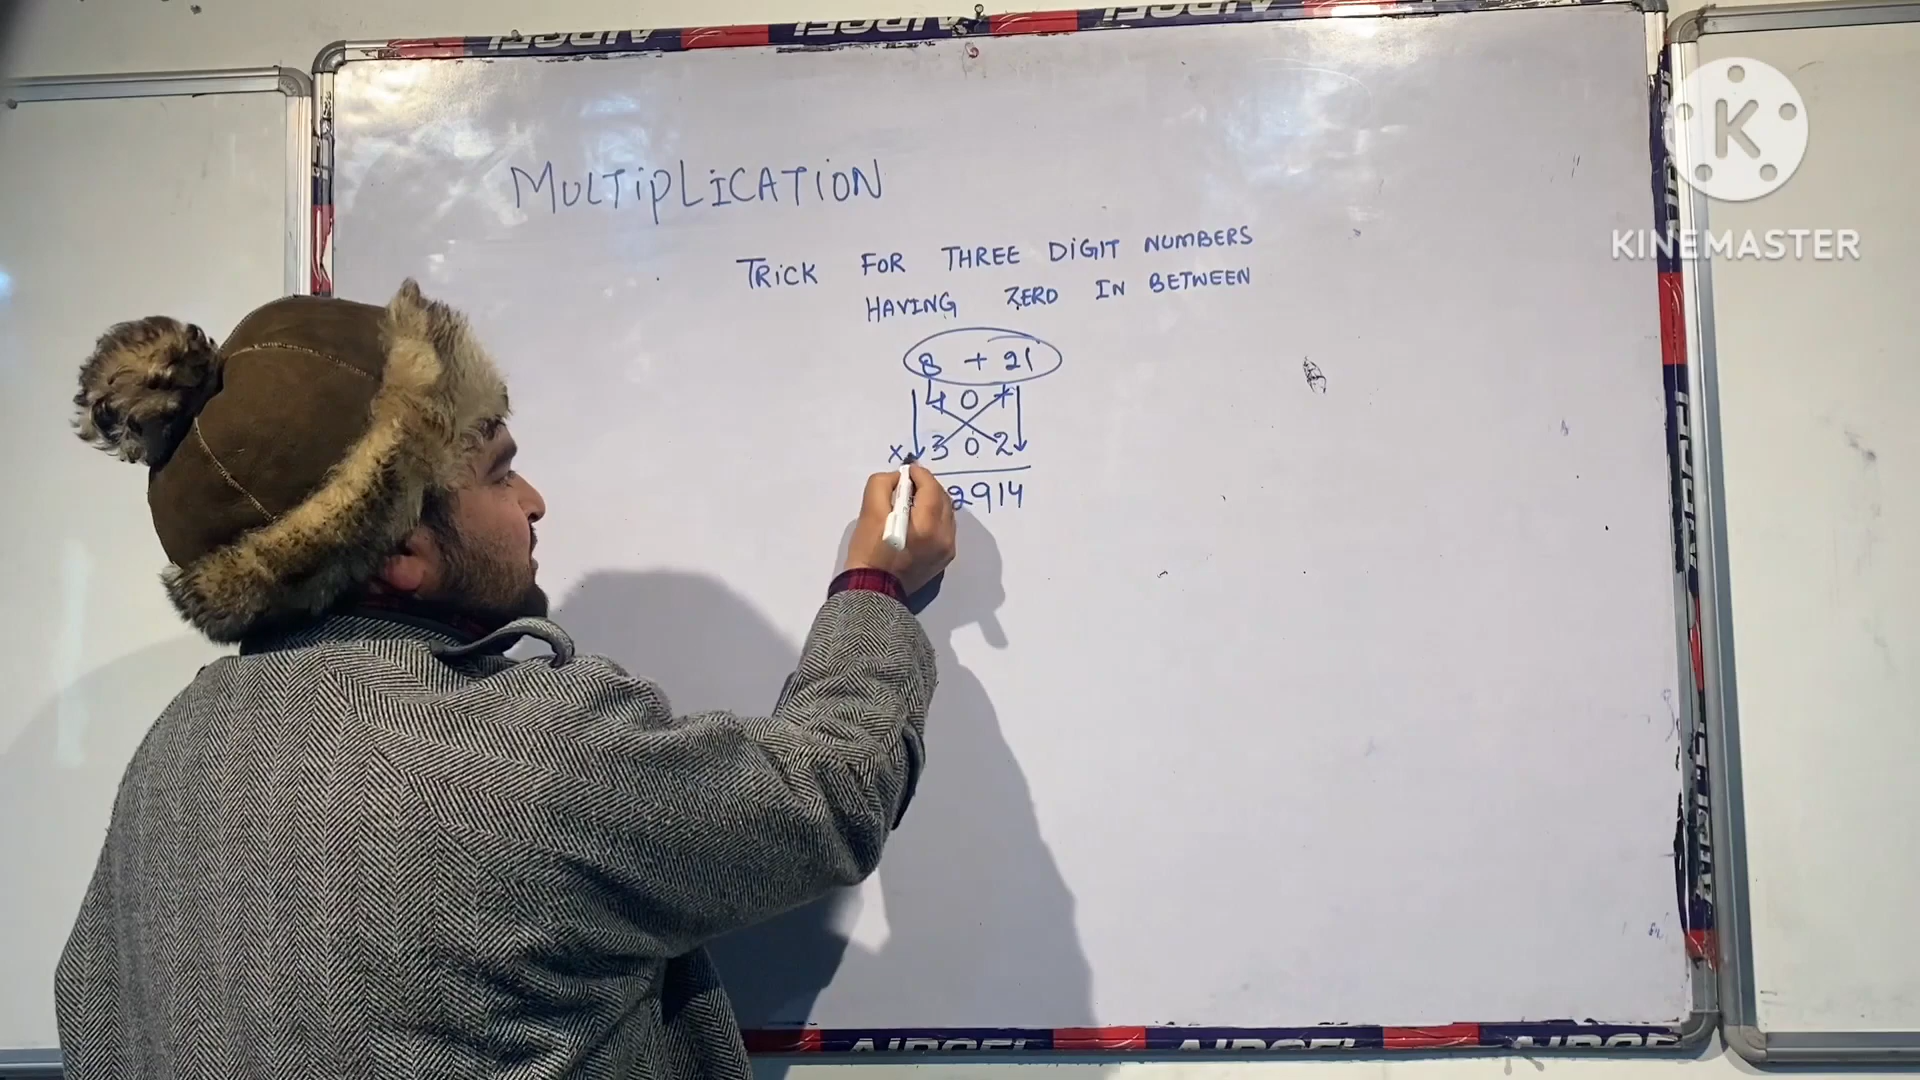 MULTIPLICATION
TRICK FOR THREE DIGIT NUMBERS
HAVING ZERO IN BETWEEN
8 + 21
4 0 7
x 3 0 2
2914
KINEMASTER